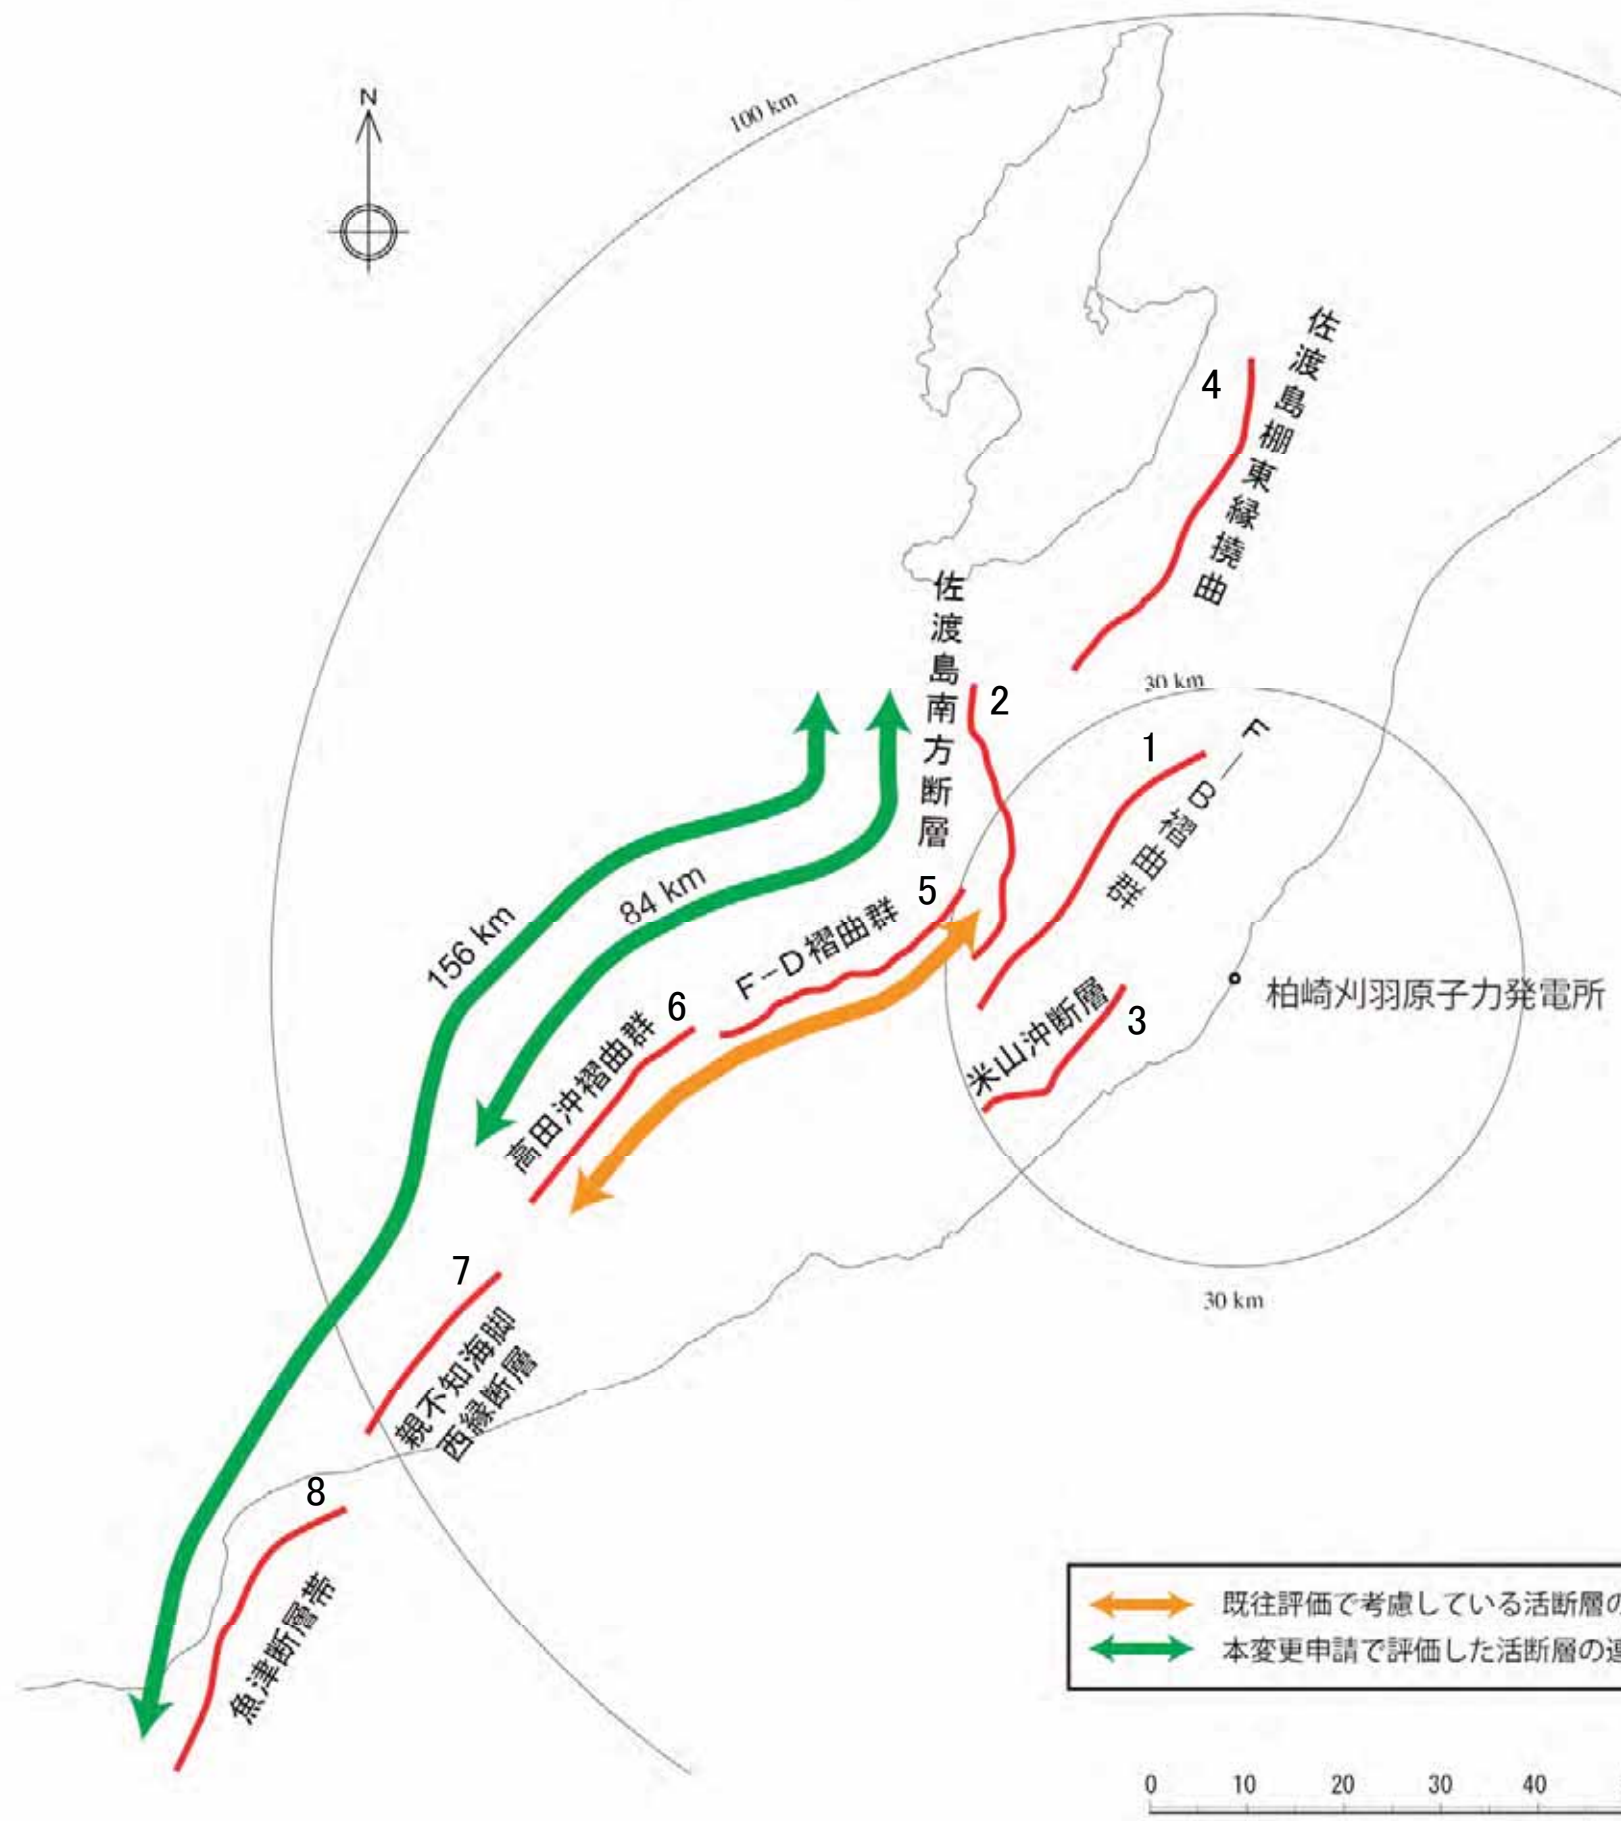 N
100 km
佐渡島棚東縁撓曲
4
佐渡島南方断層
2
30 km
1
F－B褶曲群
5
84 km
156 km
F－D褶曲群
6
高田沖褶曲群
米山沖断層
3
柏崎刈羽原子力発電所
7
30 km
親不知海脚
西縁断層
8
魚津断層帯
既往評価で考慮している活断層の
本変更申請で評価した活断層の連
0 10 20 30 40